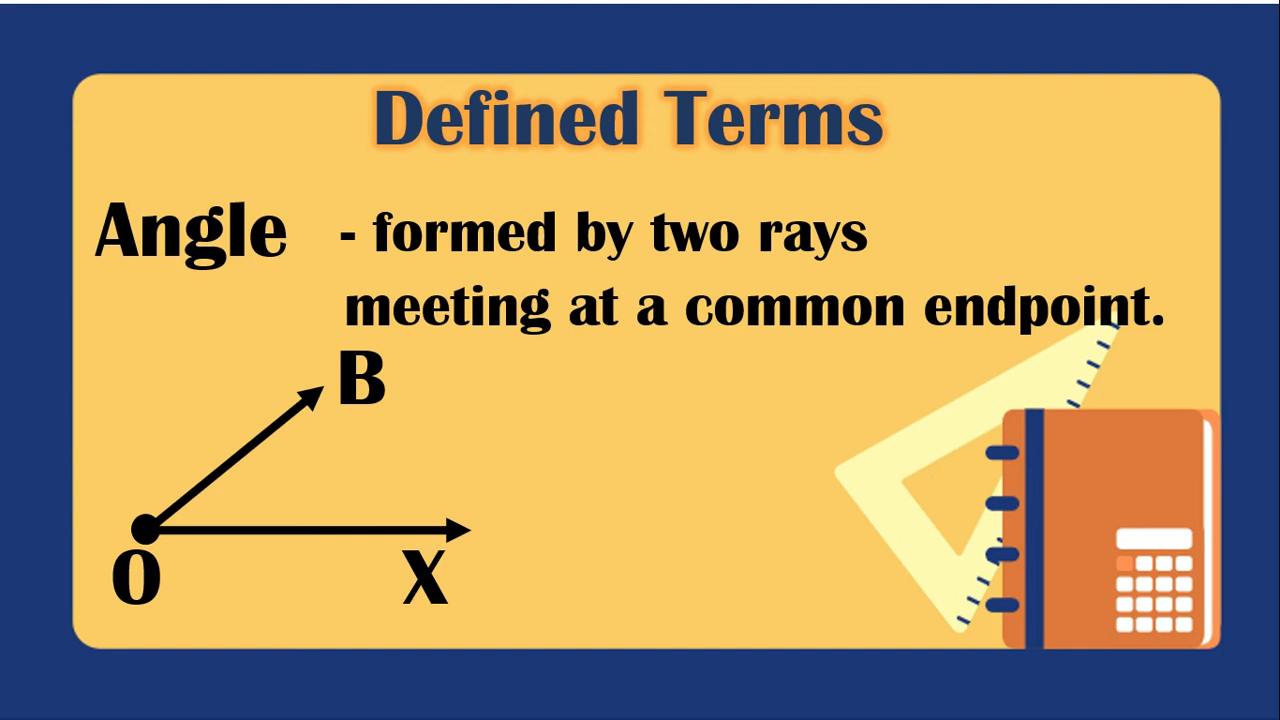 Defined Terms
Angle - formed by two rays
meeting at a common endpoint.
B
O
X